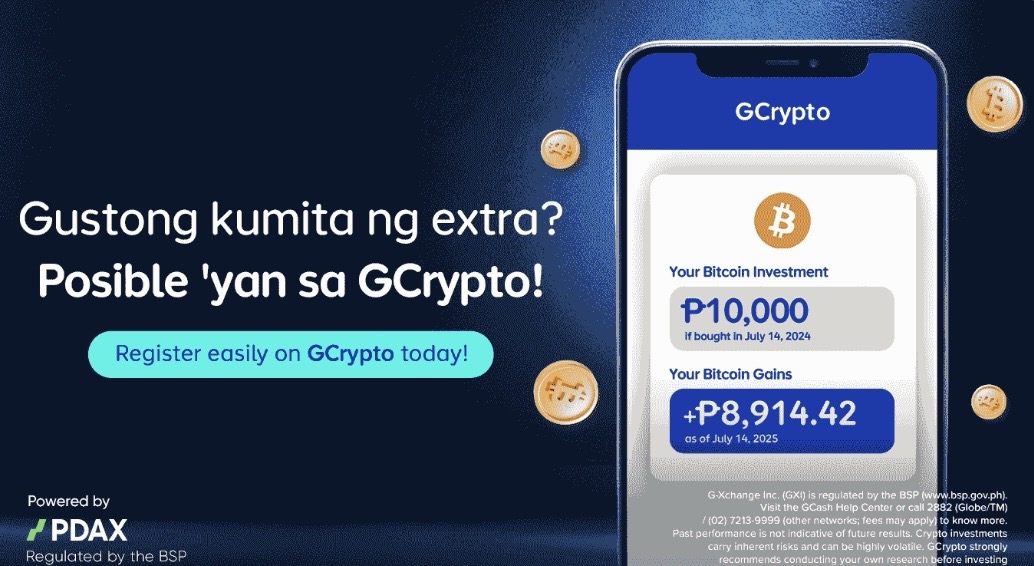 Gustong kumita ng extra?
Posible 'yan sa GCrypto!
Register easily on GCrypto today!
Powered by
PDAX
Regulated by the BSP
GCrypto
Your Bitcoin Investment
₱10,000
if bought in July 14, 2024
Your Bitcoin Gains
+₱8,914.42
as of July 14, 2025
G-Xchange Inc. (GXI) is regulated by the BSP (www.bsp.gov.ph).
Visit the GCash Help Center or call 2882 (Globe/TM)
/ (02) 7213-9999 (other networks; fees may apply) to know more.
Past performance is not indicative of future results. Crypto investments
carry inherent risks and can be highly volatile. GCrypto strongly
recommends conducting your own research before investing